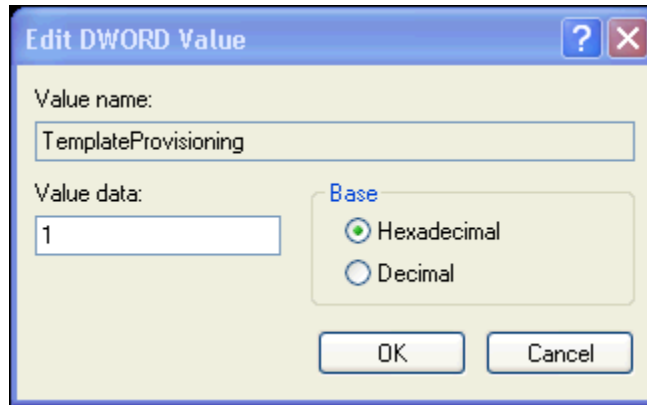 Edit DWORD Value
Value name:
TemplateProvisioning
Value data:
1
Base
Hexadecimal
Decimal
OK Cancel